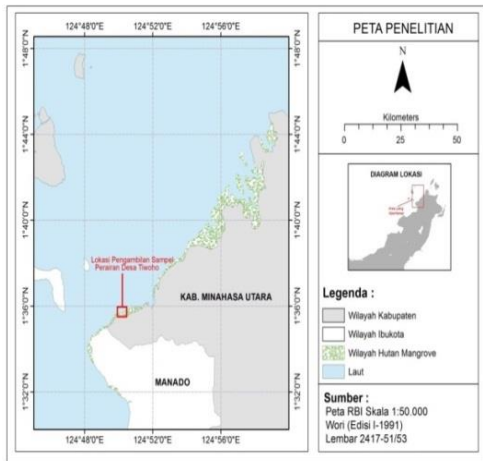 124°48'0"E 124°52'0"E 124°56'0"E
1°48'0"N
1°44'0"N
1°40'0"N
1°36'0"N
1°32'0"N
Lokasi Pengambilan Sampel
Perairan Desa Tiwoho
KAB. MINAHASA UTARA
MANADO
1°48'0"N
1°44'0"N
1°40'0"N
1°36'0"N
1°32'0"N
124°48'0"E 124°52'0"E 124°56'0"E
PETA PENELITIAN
N
Kilometers
0 25 50
DIAGRAM LOKASI
Legenda :
Wilayah Kabupaten
Wilayah Ibukota
Wilayah Hutan Mangrove
Laut
Sumber :
Peta RBI Skala 1:50.000
Wori (Edisi I-1991)
Lembar 2417-51/53